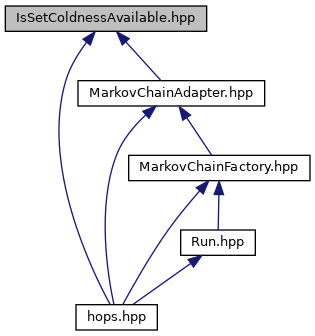 IsSetColdnessAvailable.hpp
MarkovChainAdapter.hpp
MarkovChainFactory.hpp
Run.hpp
hops.hpp